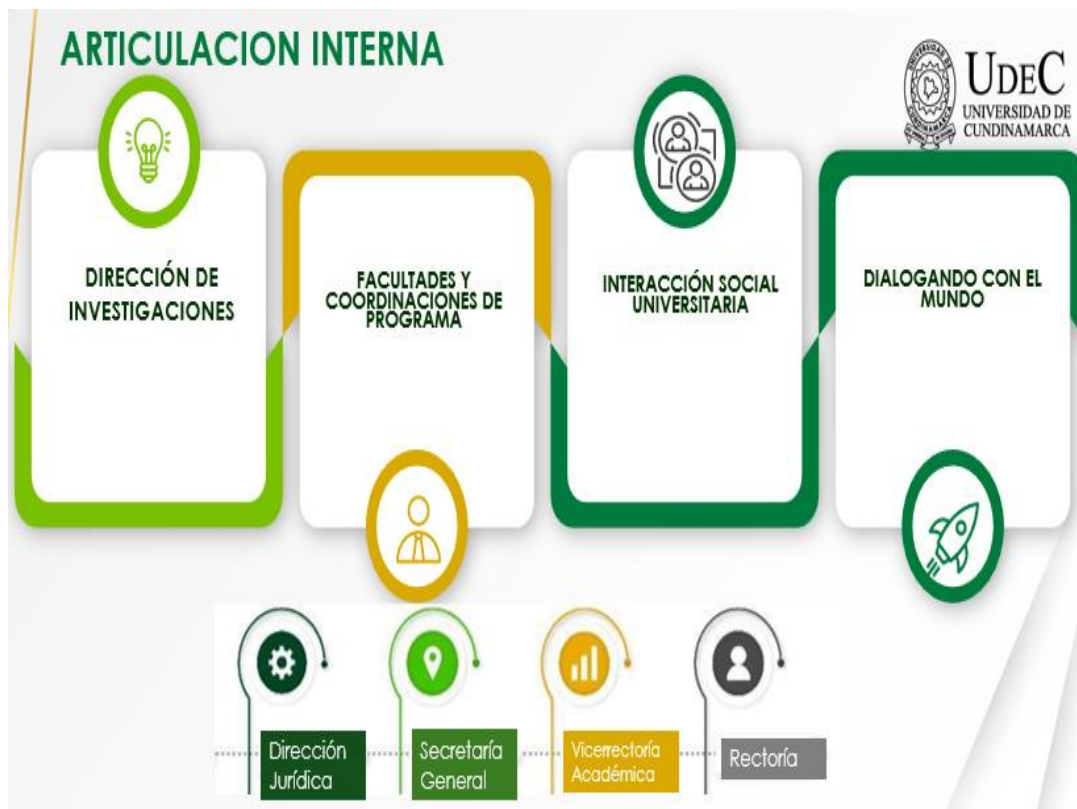 ARTICULACION INTERNA
UDEC
UNIVERSIDAD DE
CUNDINAMARCA
DIRECCIÓN DE
INVESTIGACIONES
FACULTADES Y
COORDINACIONES DE
PROGRAMA
INTERACCIÓN SOCIAL
UNIVERSITARIA
DIALOGANDO CON EL
MUNDO
Dirección
Jurídica
Secretaría
General
Vicerrectoría
Académica
Rectoría